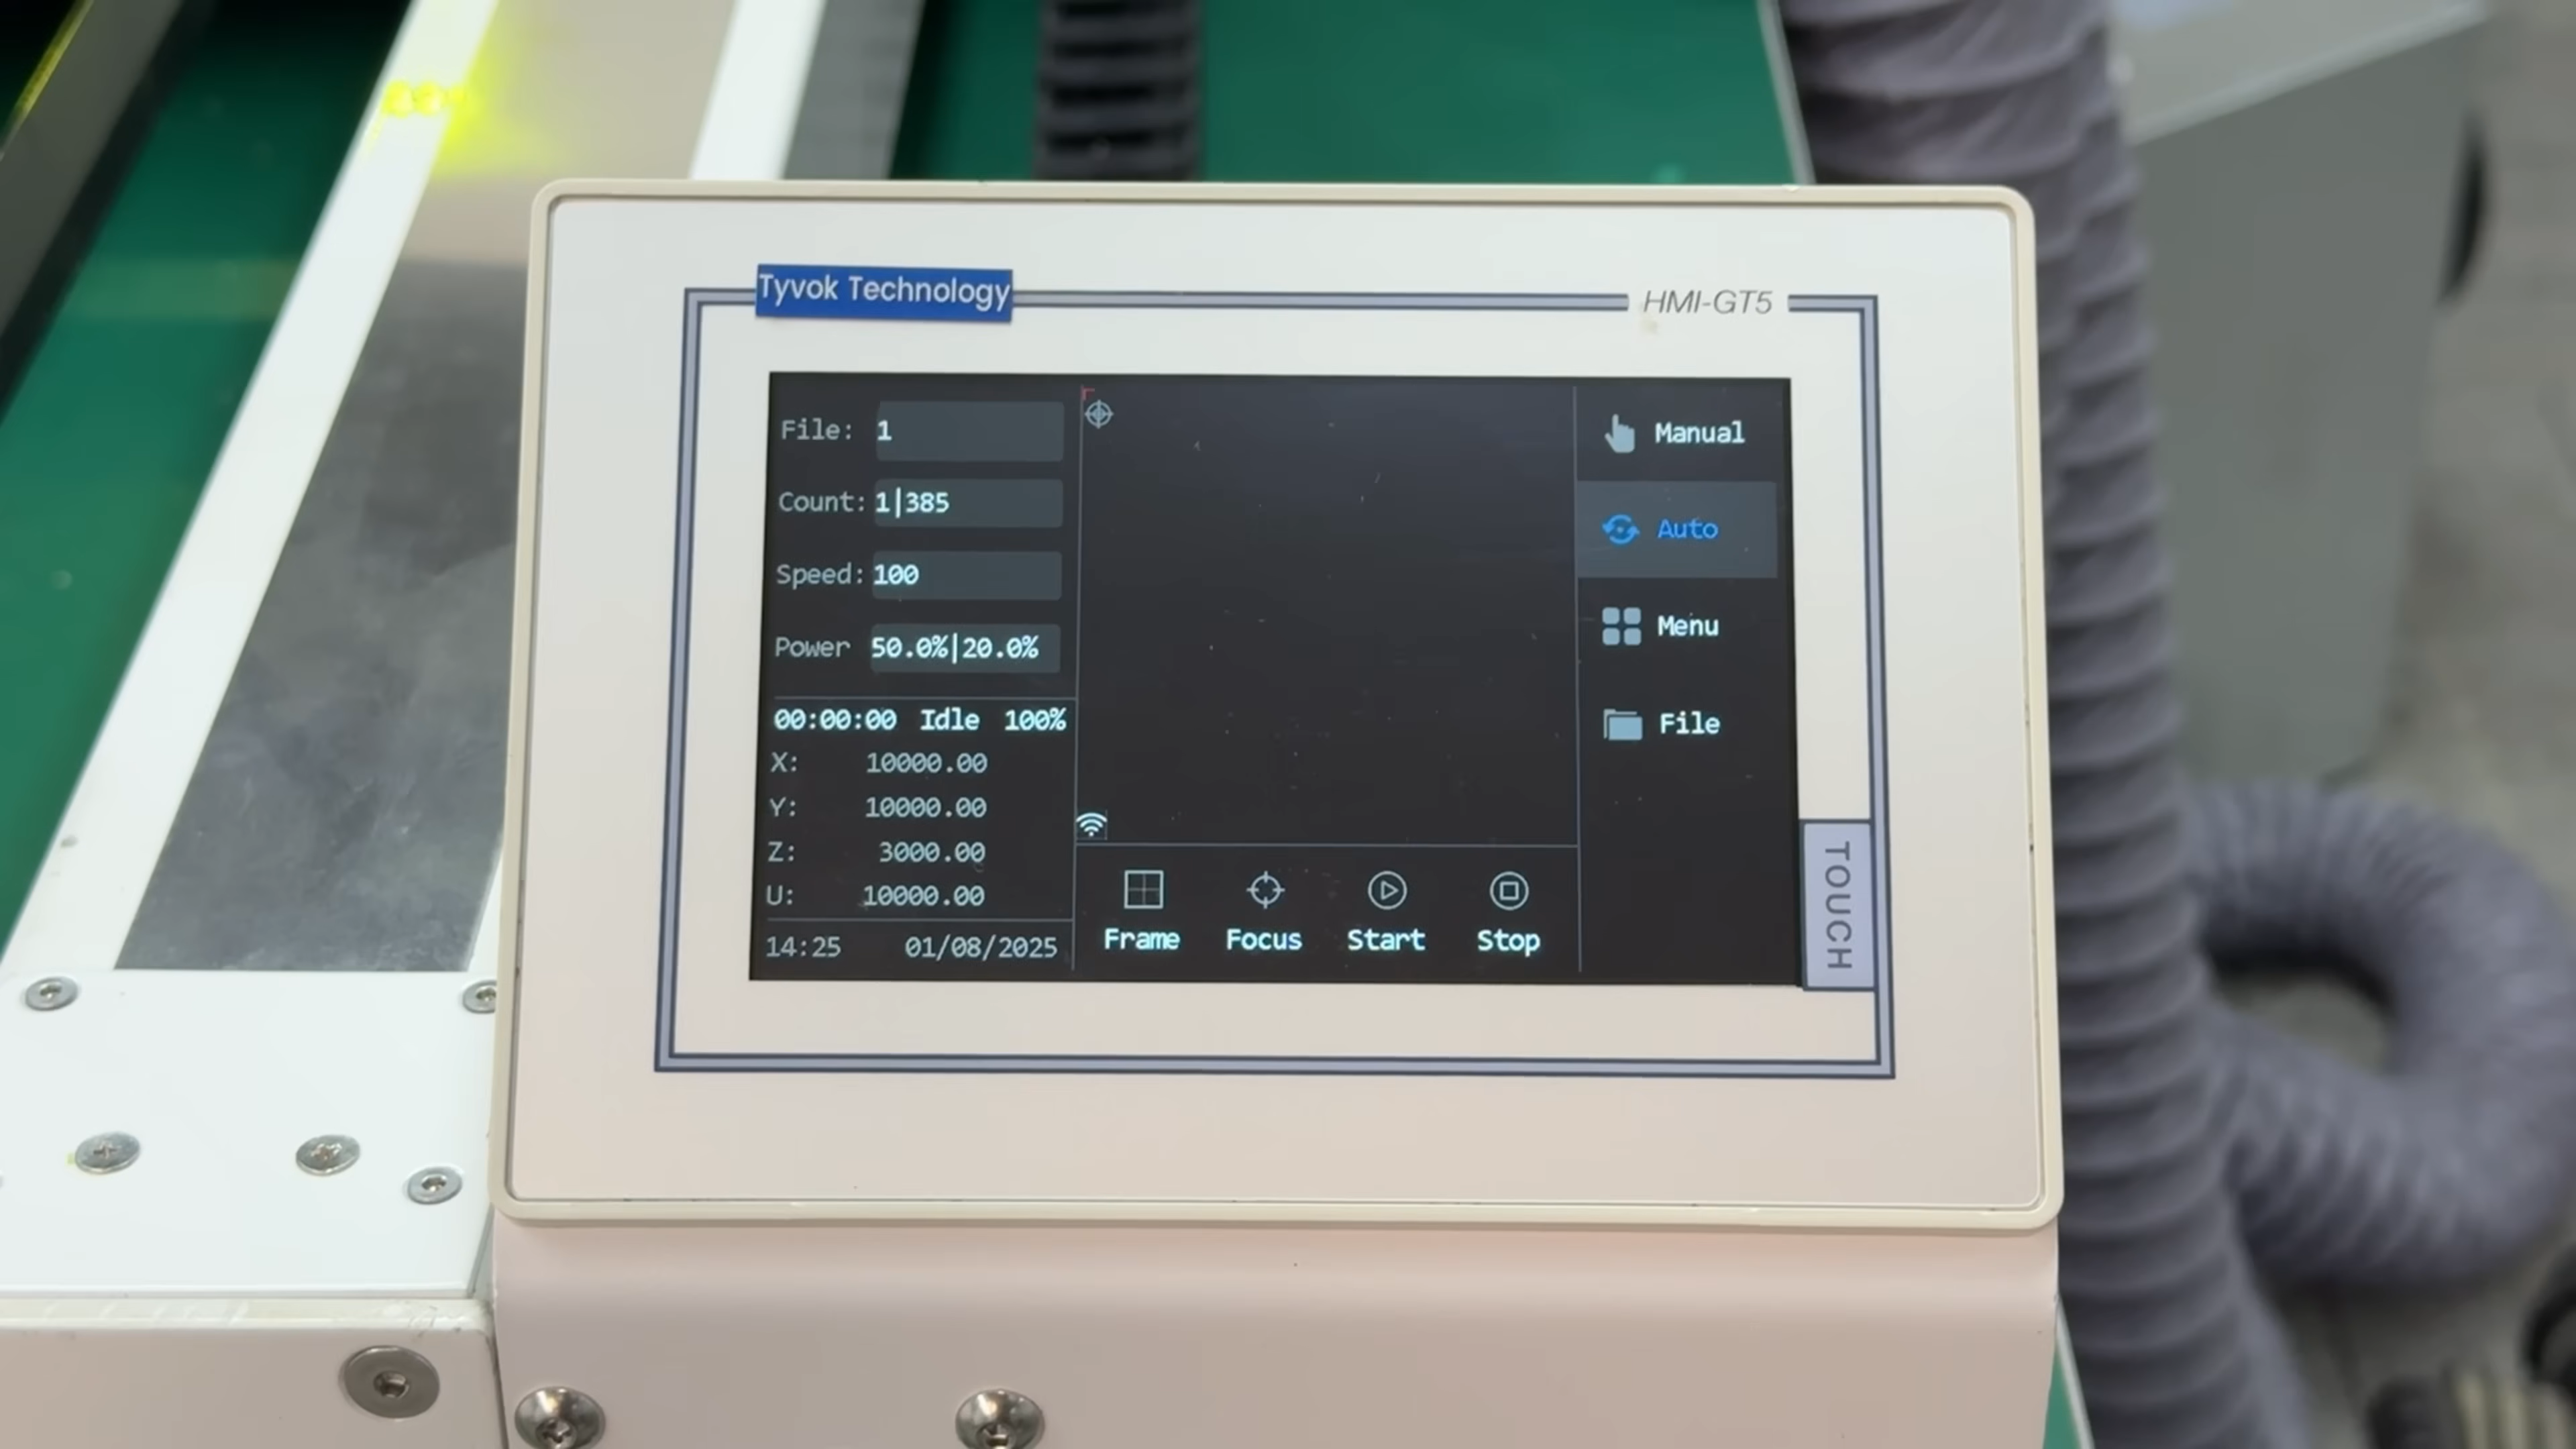 Tyvok Technology
HMI-GT5
File: 1
Count: 1|385
Speed: 100
Power 50.0%|20.0%
00:00:00 Idle 100%
X: 10000.00
Y: 10000.00
Z: 3000.00
U: 10000.00
14:25 01/08/2025
Frame Focus Start Stop
Manual
Auto
Menu
File
TOUCH